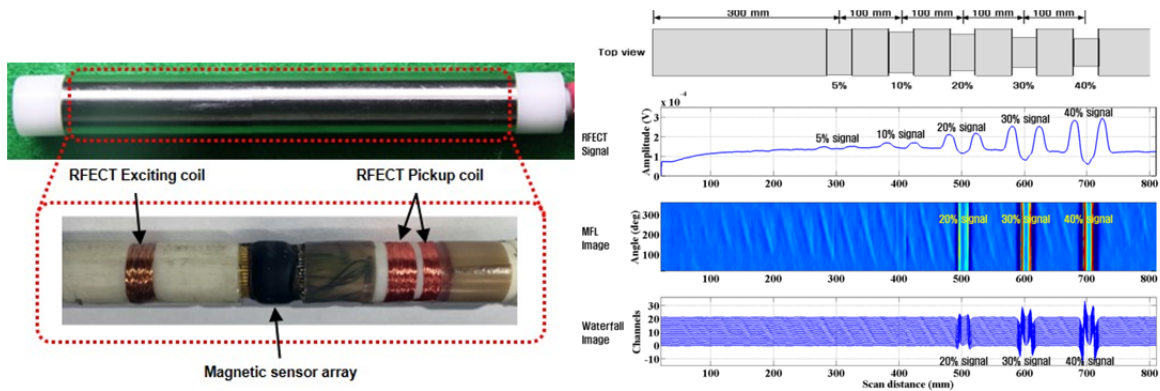 RFECT Exciting coil
RFECT Pickup coil
Magnetic sensor array
300 mm
100 mm
100 mm
100 mm
100 mm
Top view
5%
10%
20%
30%
40%
x 10⁻⁴
RFECT
Signal
Amplitude (V)
3
2
1
0
5% signal
10% signal
20% signal
30% signal
40% signal
100 200 300 400 500 600 700 800
MFL
Image
Angle (deg)
300
200
100
20% signal
30% signal
40% signal
100 200 300 400 500 600 700 800
Waterfall
Image
Channels
30
20
10
0
-10
20% signal
30% signal
40% signal
0 100 200 300 400 500 600 700 800
Scan distance (mm)